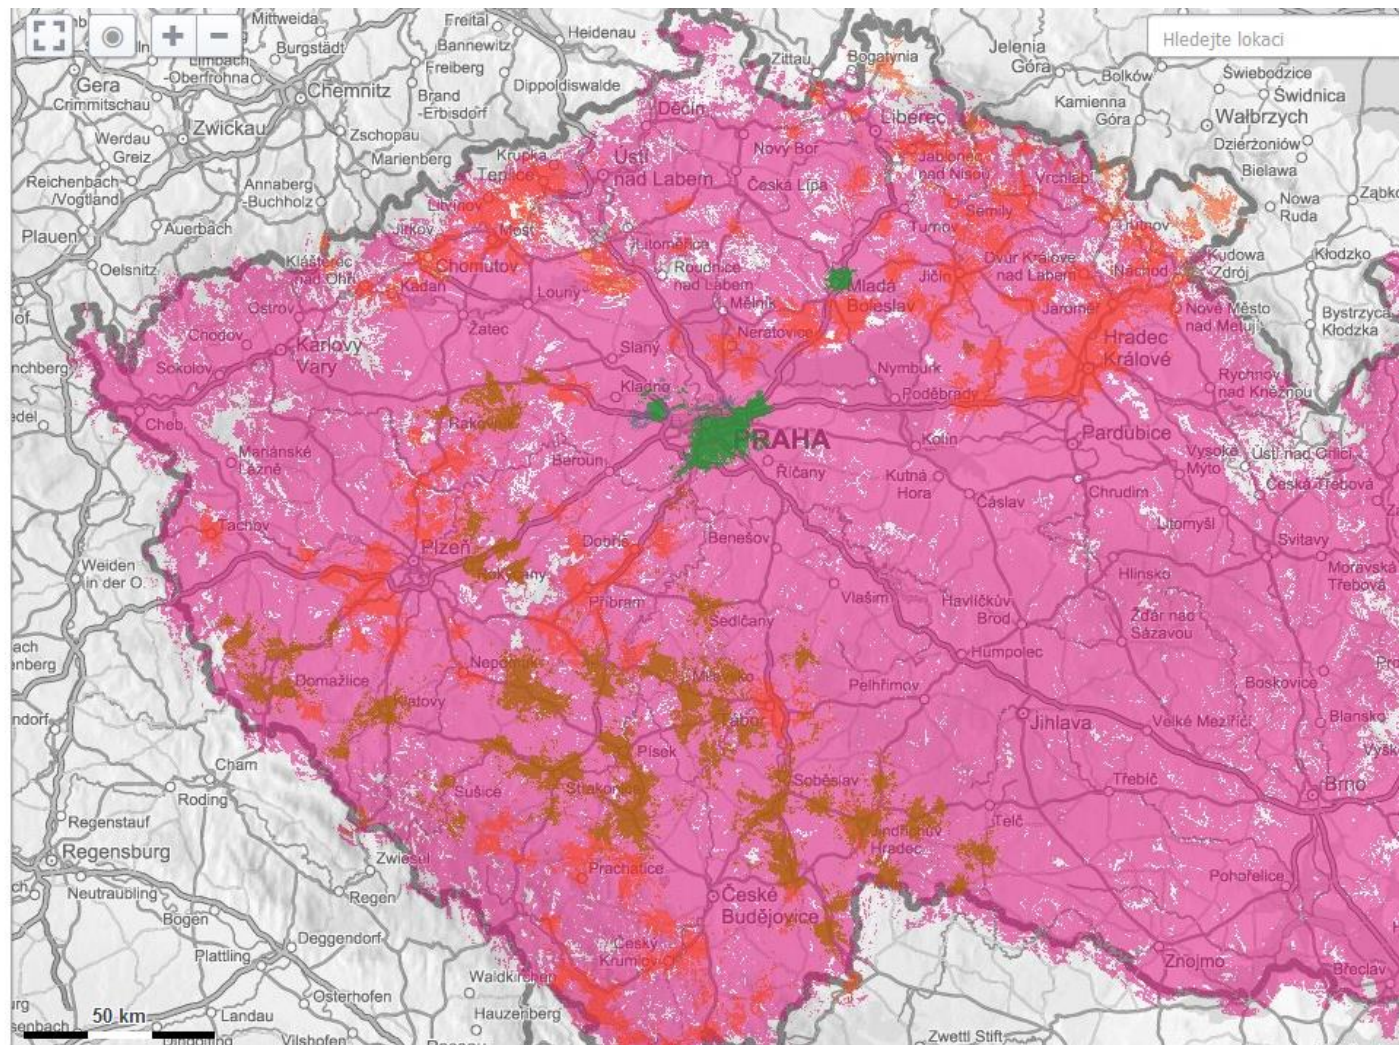 Mittweida
Freital
Heidenau
Hledejte lokaci
Burgstädt
Bannewitz
Zittau
Bogatynia
Jelenia
Góra
Limbach
-Oberfrohna
Freiberg
Dippoldiswalde
Bolków
Świebodzice
Gera
Chemnitz
Brand
-Erbisdorf
Świdnica
Crimmitschau
Děčín
Liberec
Kamienna
Góra
Wałbrzych
Werdau
Zwickau
Zschopau
Nový Bor
Dzierżoniów
Greiz
Marienberg
Krupka
Ústí
nad Labem
Jablonec
nad Nisou
Bielawa
Reichenbach
/Vogtland
Annaberg
-Buchholz
Teplice
Česká Lípa
Vrchlabí
Nowa
Ruda
Ząbko
Litvínov
Semily
Plauen
Auerbach
Jirkov
Most
Turnov
Trutnov
Oelsnitz
Klášterec
nad Ohří
Chomutov
Litoměřice
Dvůr Králové
nad Labem
Kudowa
Zdrój
Kłodzko
Kadaň
Roudnice
nad Labem
Jičín
Náchod
Ostrov
Louny
Mělník
Mladá
Boleslav
Jaroměř
Nové Město
nad Metují
Bystrzyca
Kłodzka
Chodov
Žatec
Neratovice
Karlovy
Vary
Slaný
Hradec
Králové
nchberg
Sokolov
Kladno
Nymburk
Rychnov
nad Kněžnou
Poděbrady
edel
Cheb
Rakovník
PRAHA
Kolín
Pardubice
Mariánské
Lázně
Beroun
Říčany
Kutná
Hora
Vysoké
Mýto
Ústí nad Orlicí
Česká Třebová
Čáslav
Chrudim
Litomyšl
Tachov
Plzeň
Dobříš
Benešov
Svitavy
Weiden
in der O.
Rokycany
Hlinsko
Moravská
Třebová
Příbram
Vlašim
Havlíčkův
Brod
Sedlčany
Žďár nad
Sázavou
ach
enberg
Humpolec
Nepomuk
Milevsko
Domažlice
Pelhřimov
Boskovice
Klatovy
Tábor
ndorf
Jihlava
Velké Meziříčí
Blansko
Písek
Vyšk
Cham
Soběslav
Třebíč
Brno
Roding
Sušice
Strakonice
Regenstauf
Telč
Jindřichův
Hradec
Regensburg
Zwiesel
Prachatice
Pohořelice
Neutraubling
Regen
České
Budějovice
Bogen
Deggendorf
Český
Krumlov
Plattling
Znojmo
Waldkirchen
Břeclav
Osterhofen
50 km
Landau
Hauzenberg
senbach
Vilshofen
Zwettl Stift